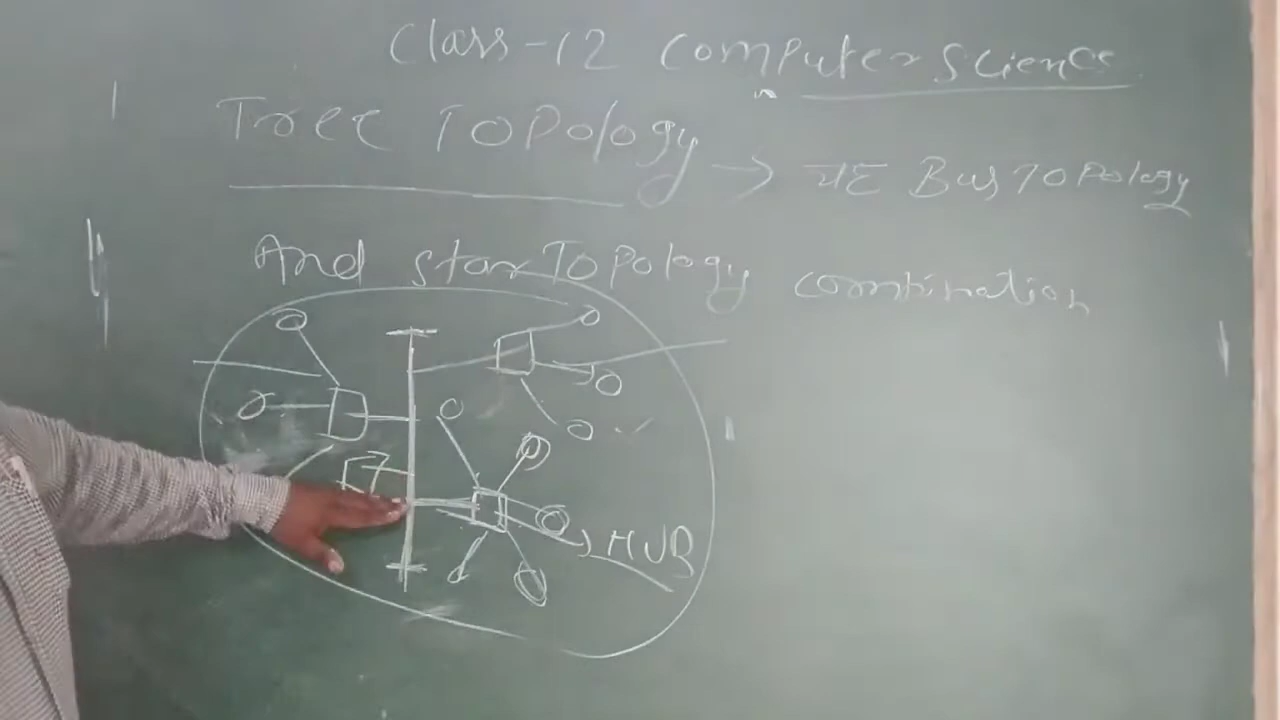 Class-12 Computer Science
Tree Topology → यह Bus Topology
And star Topology combination
HUB